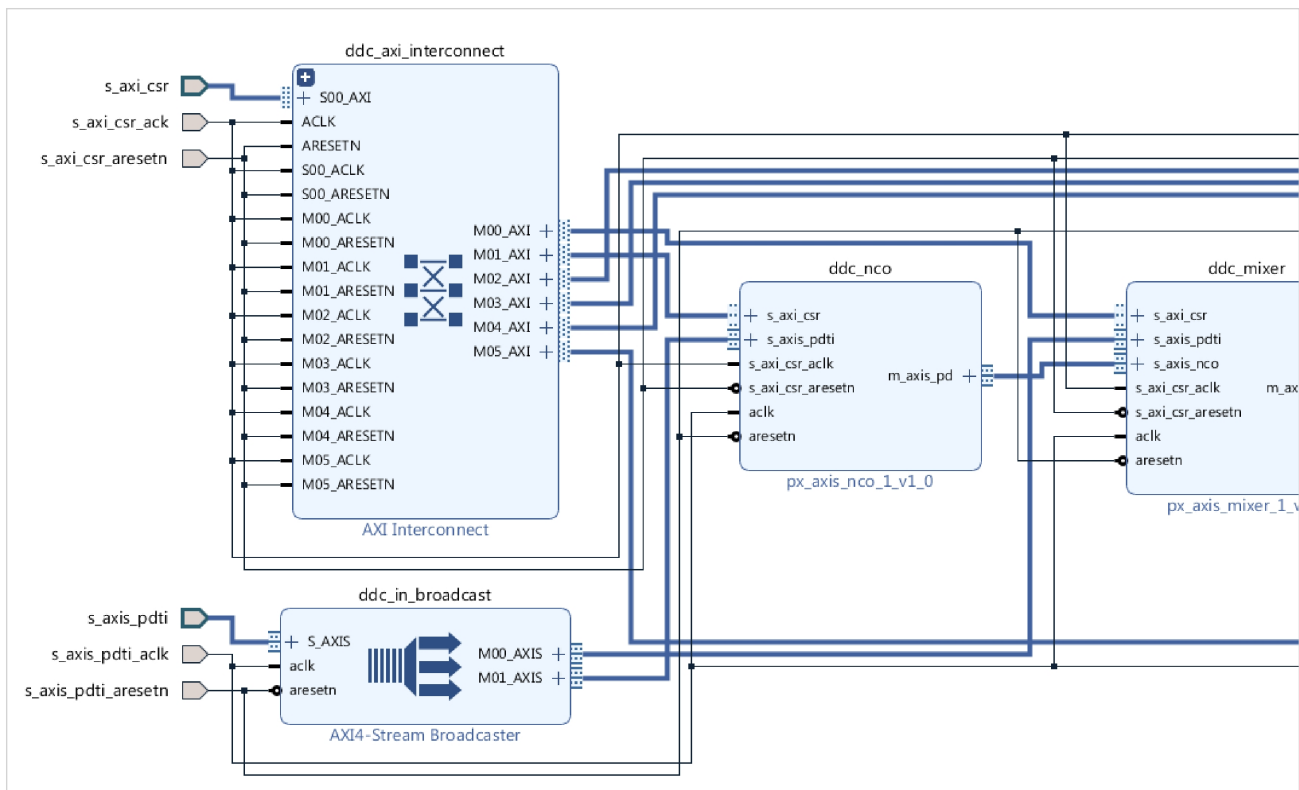 ddc_axi_interconnect
s_axi_csr
s_axi_csr_ack
s_axi_csr_aresetn
S00_AXI
ACLK
ARESETN
S00_ACLK
S00_ARESETN
M00_ACLK
M00_ARESETN
M01_ACLK
M01_ARESETN
M02_ACLK
M02_ARESETN
M03_ACLK
M03_ARESETN
M04_ACLK
M04_ARESETN
M05_ACLK
M05_ARESETN
M00_AXI
M01_AXI
M02_AXI
M03_AXI
M04_AXI
M05_AXI
AXI Interconnect
ddc_nco
s_axi_csr
s_axis_pdti
s_axi_csr_aclk
s_axi_csr_aresetn
aclk
aresetn
m_axis_pd
px_axis_nco_1_v1_0
ddc_mixer
s_axi_csr
s_axis_pdti
s_axis_nco
s_axi_csr_aclk
s_axi_csr_aresetn
aclk
aresetn
m_ax
px_axis_mixer_1_v
ddc_in_broadcast
s_axis_pdti
s_axis_pdti_aclk
s_axis_pdti_aresetn
S_AXIS
aclk
aresetn
M00_AXIS
M01_AXIS
AXI4-Stream Broadcaster